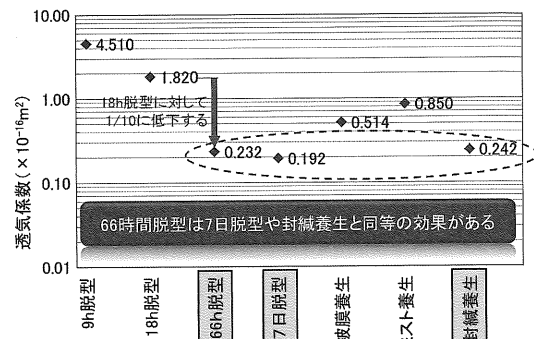 透気係数(×10⁻¹⁶m²)
10.00
1.00
0.10
0.01
4.510
1.820
18h脱型に対して
1/10に低下する
0.232
0.192
0.514
0.850
0.242
66時間脱型は7日脱型や封緘養生と同等の効果がある
9h脱型
18h脱型
66h脱型
7日脱型
被膜養生
ミスト養生
封緘養生